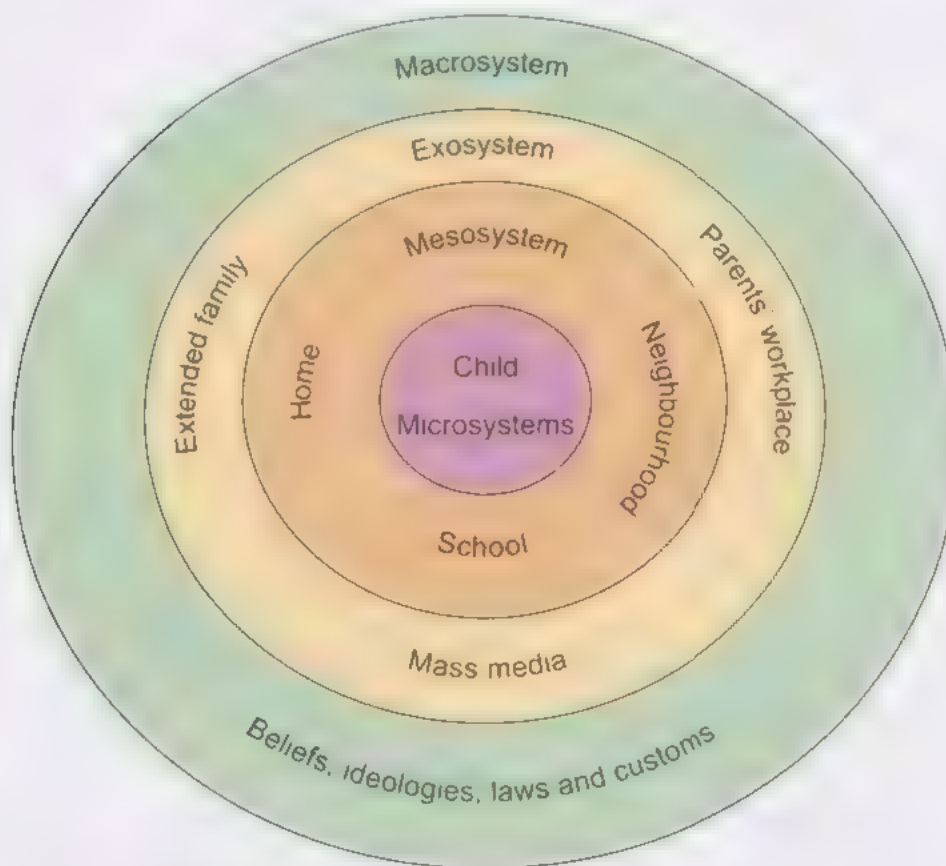 Macrosystem
Exosystem
Mesosystem
Extended family
Home
Child
Microsystems
Neighbourhood
Parents' workplace
School
Mass media
Beliefs, ideologies, laws and customs